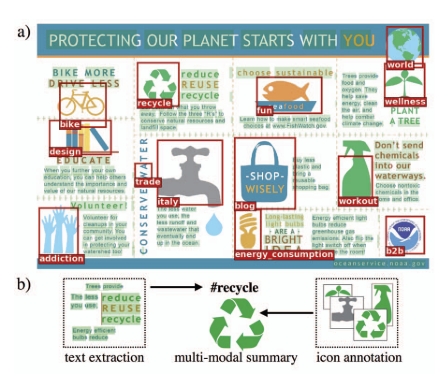 a)
PROTECTING OUR PLANET STARTS WITH YOU
world
BIKE MORE
DRIVE LESS
bike
recycle
reduce
REUSE
recycle
choose sustainable
seafood
fun
Learn how to make smart seafood
choices at www.FishWatch.gov
Trees provide
food and
oxygen. They
help save
energy, clean
the air, and
help combat
climate change.
wellness
PLANT
A TREE
throw
away. Follow the three "R's" to
conserve natural resources and
landfill space.
design
EDUCATE
When you further your own
education, you can help others
understand the importance and
value of our natural resources.
CONSERVE WATER
trade
italy
The less water
you use, the
less runoff and
wastewater that
eventually end
up in the ocean.
-SHOP-
WISELY
blog
Buy less
plastic and
bring a
reusable
shopping bag.
workout
Don't send
chemicals
into our
waterways.
Choose nontoxic
chemicals in the
home and office.
Volunteer!
Volunteer for
cleanups in your
community. You
can get involved
in protecting your
watershed too!
addiction
energy_consumption
Long-lasting
light bulbs
ARE A
BRIGHT
IDEA
Energy efficient light
bulbs reduce
greenhouse gas
emissions. Also flip the
light switch off when
the room!
NOAA
b2b
oceanservice.noaa.gov
b)
Trees provide
The less
you use,
reduce
REUSE
recycle
Energy efficient
bulbs reduce
text extraction
#recycle
multi-modal summary
icon annotation